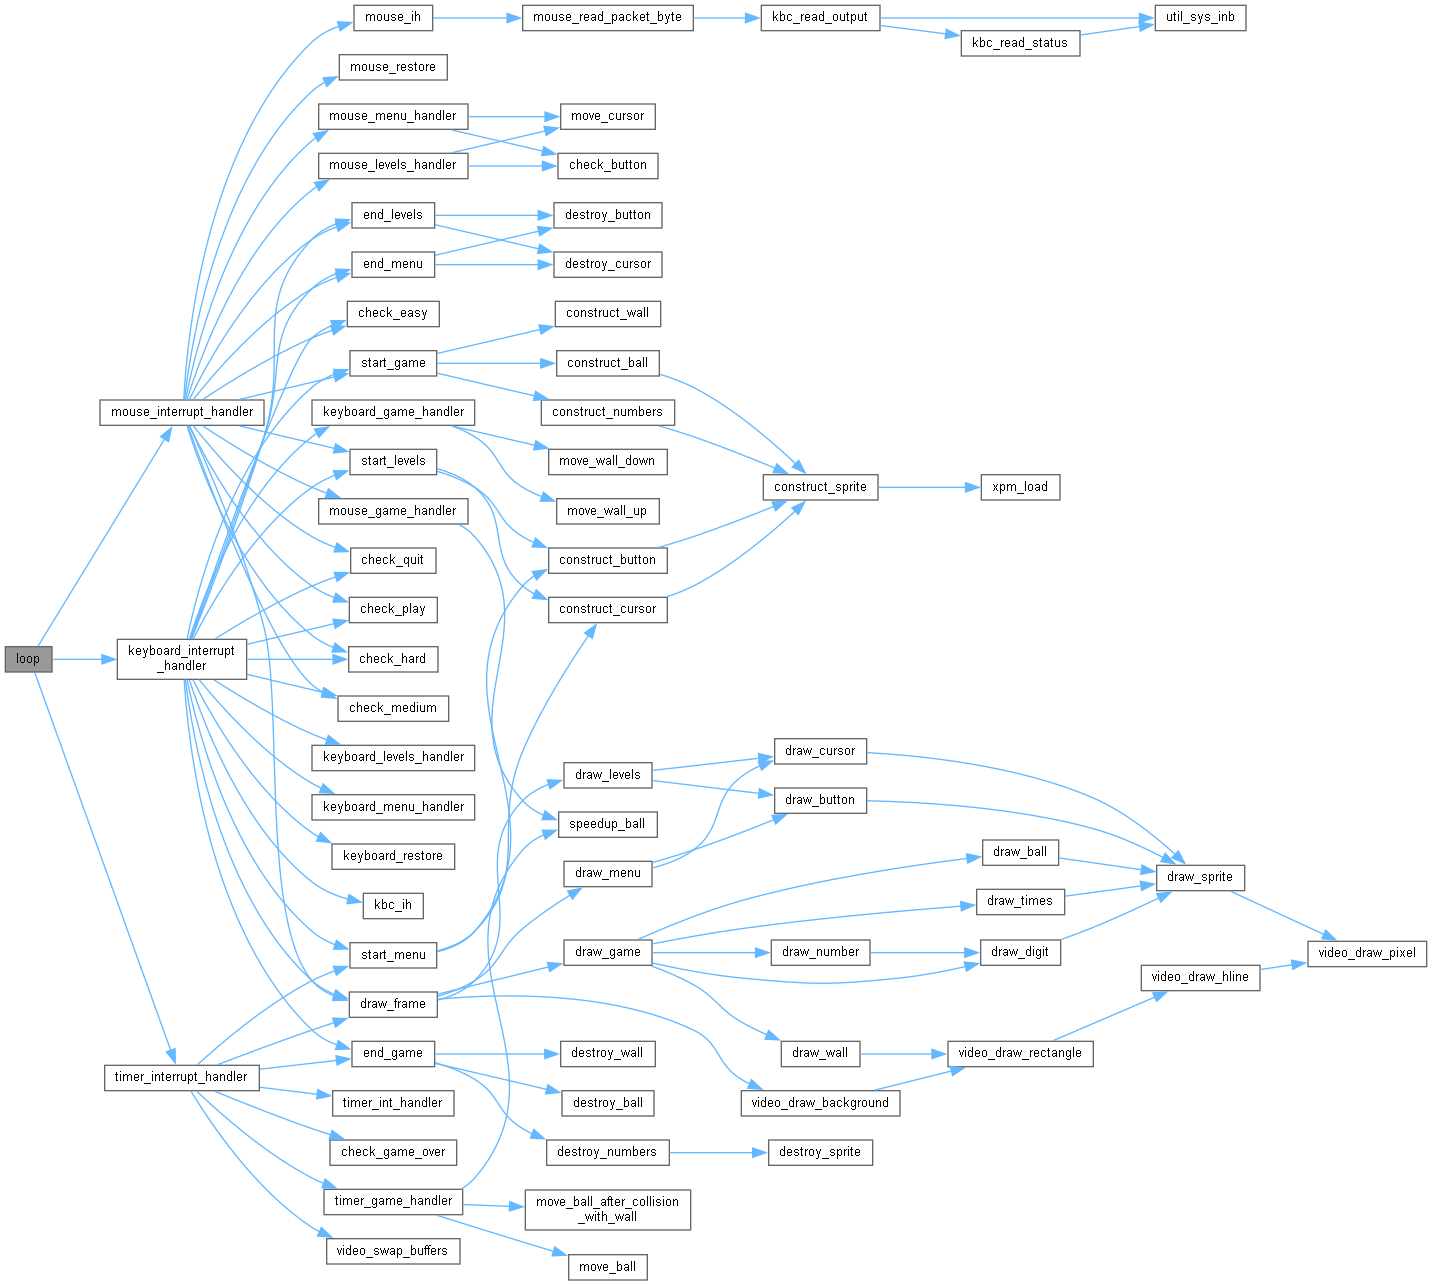 mouse_ih
mouse_read_packet_byte
kbc_read_output
util_sys_inb
kbc_read_status
mouse_restore
mouse_menu_handler
move_cursor
mouse_levels_handler
check_button
end_levels
destroy_button
end_menu
destroy_cursor
check_easy
construct_wall
start_game
construct_ball
mouse_interrupt_handler
keyboard_game_handler
construct_numbers
start_levels
move_wall_down
construct_sprite
xpm_load
mouse_game_handler
move_wall_up
check_quit
construct_button
check_play
construct_cursor
loop
keyboard_interrupt
_handler
check_hard
check_medium
keyboard_levels_handler
draw_levels
draw_cursor
keyboard_menu_handler
draw_button
speedup_ball
keyboard_restore
draw_menu
draw_ball
draw_sprite
kbc_ih
draw_times
start_menu
draw_game
draw_number
draw_digit
video_draw_pixel
video_draw_hline
draw_frame
end_game
destroy_wall
draw_wall
video_draw_rectangle
timer_interrupt_handler
timer_int_handler
destroy_ball
video_draw_background
check_game_over
destroy_numbers
destroy_sprite
timer_game_handler
move_ball_after_collision
_with_wall
video_swap_buffers
move_ball